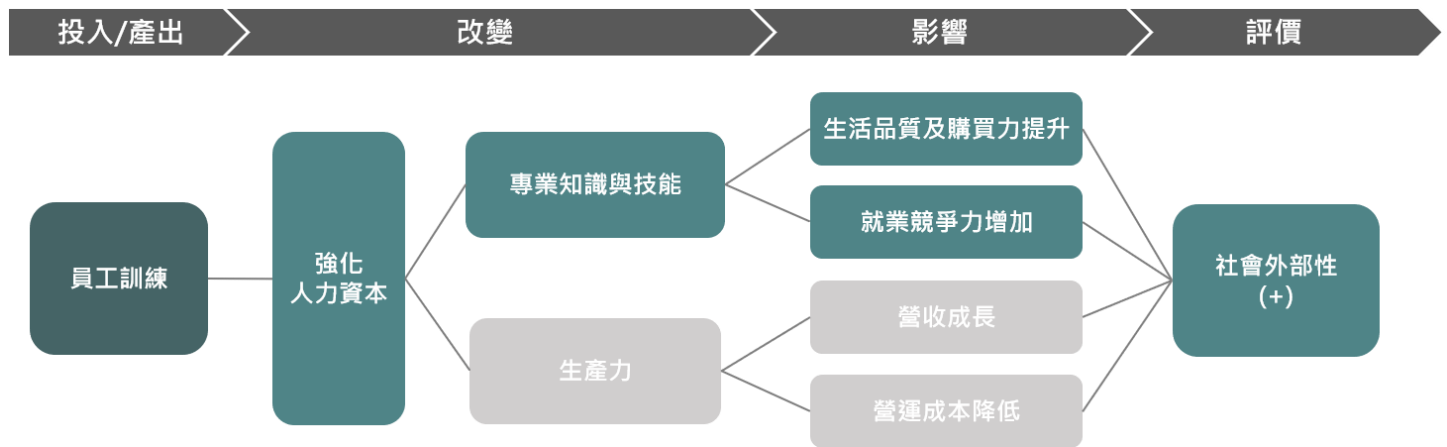 投入/產出
改變
影響
評價
員工訓練
強化
人力資本
專業知識與技能
生產力
生活品質及購買力提升
就業競爭力增加
營收成長
營運成本降低
社會外部性
(+)